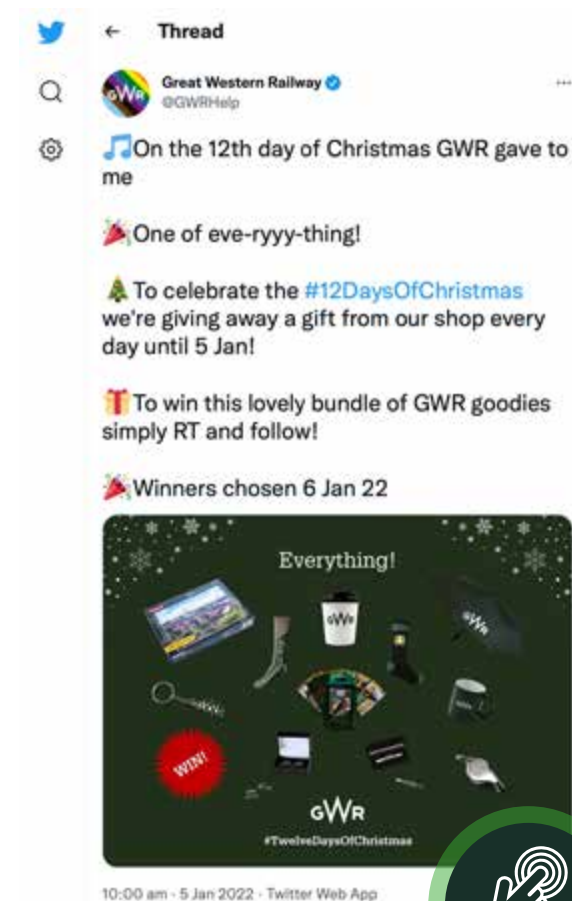 Thread
Great Western Railway
@GWRHelp
🎵On the 12th day of Christmas GWR gave to
me
🎉One of eve-ryyy-thing!
🎄To celebrate the #12DaysOfChristmas
we're giving away a gift from our shop every
day until 5 Jan!
🎁To win this lovely bundle of GWR goodies
simply RT and follow!
🎉Winners chosen 6 Jan 22
Everything!
GWR
GWR
GWR
WIN!
GWR
#TwelveDaysOfChristmas
10:00 am · 5 Jan 2022 · Twitter Web App